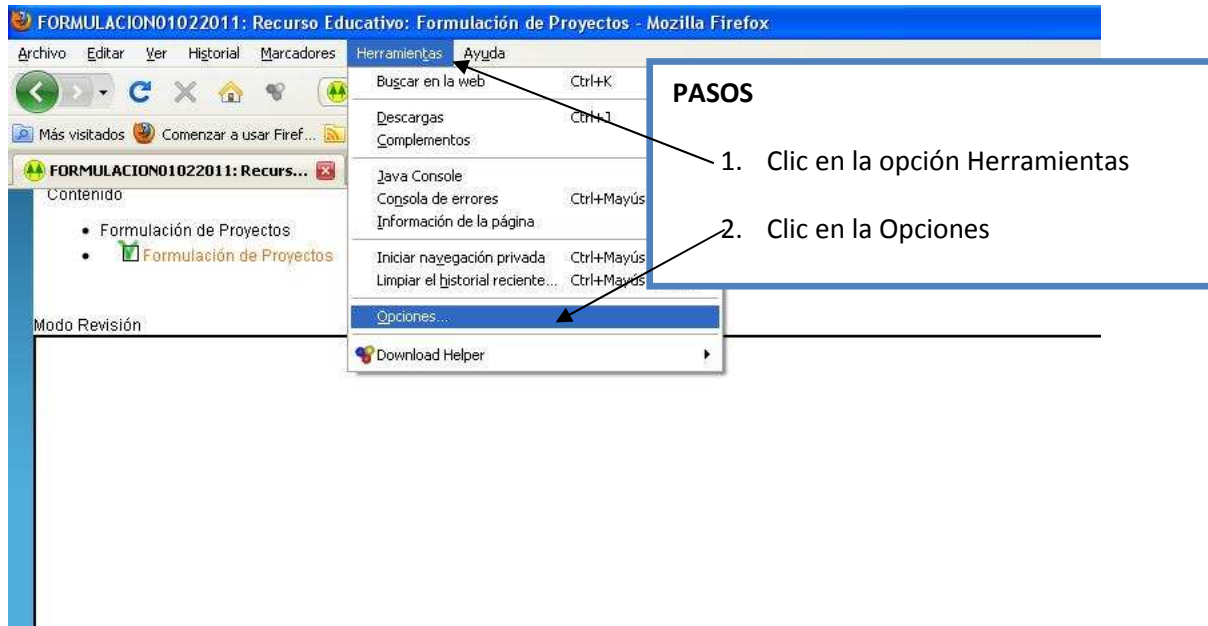 FORMULACION01022011: Recurso Educativo: Formulación de Proyectos - Mozilla Firefox
Archivo Editar Ver Historial Marcadores Herramientas Ayuda
Más visitados Comenzar a usar Firef...
FORMULACION01022011: Recurs...
Contenido
Formulación de Proyectos
Formulación de Proyectos
Modo Revisión
Buscar en la web Ctrl+K
Descargas Ctrl+J
Complementos
Java Console
Consola de errores Ctrl+Mayús
Información de la página
Iniciar navegación privada Ctrl+Mayús
Limpiar el historial reciente... Ctrl+Mayús
Opciones...
Download Helper
PASOS
1. Clic en la opción Herramientas
2. Clic en la Opciones